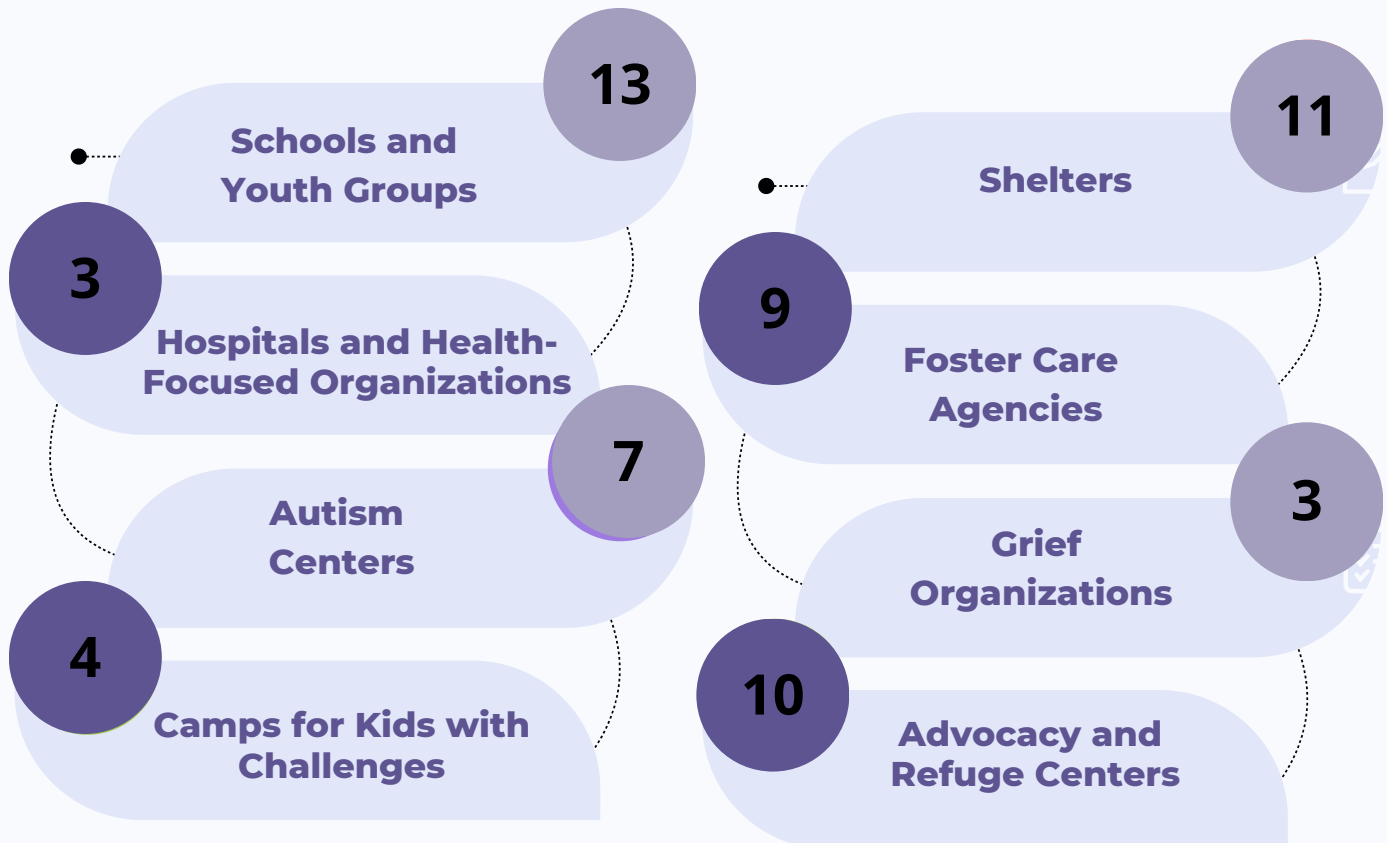 13
Schools and
Youth Groups
3
Hospitals and Health-
Focused Organizations
7
Autism
Centers
4
Camps for Kids with
Challenges
11
Shelters
9
Foster Care
Agencies
3
Grief
Organizations
10
Advocacy and
Refuge Centers